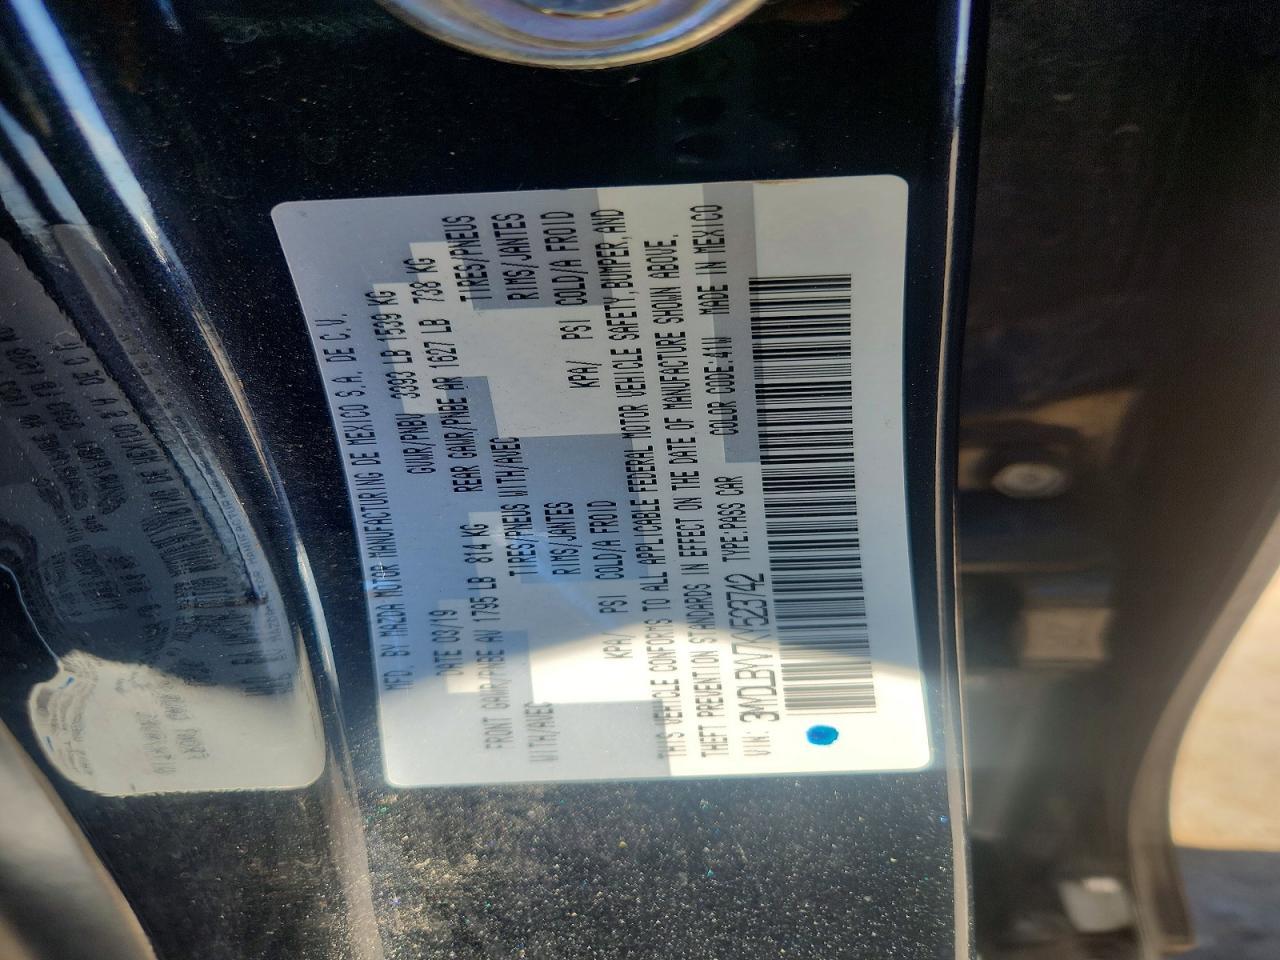 MFD. BY MAZDA MOTOR MANUFACTURING DE MEXICO S.A. DE C.V.
DATE 03/19 GVWR/PNBV 3393 LB 1539 KG
FRONT GAWR/PNBE AV 1795 LB 814 KG REAR GAWR/PNBE AR 1627 LB 738 KG
WITH/AVEC TIRES/PNEUS WITH/AVEC TIRES/PNEUS
RIMS/JANTES RIMS/JANTES
KPA/ PSI COLD/A FROID KPA/ PSI COLD/A FROID
THIS VEHICLE CONFORMS TO ALL APPLICABLE FEDERAL MOTOR VEHICLE SAFETY, BUMPER, AND
THEFT PREVENTION STANDARDS IN EFFECT ON THE DATE OF MANUFACTURE SHOWN ABOVE.
VIN: 3MYDLBYV7KY523742 TYPE:PASS CAR COLOR CODE:41W MADE IN MEXICO